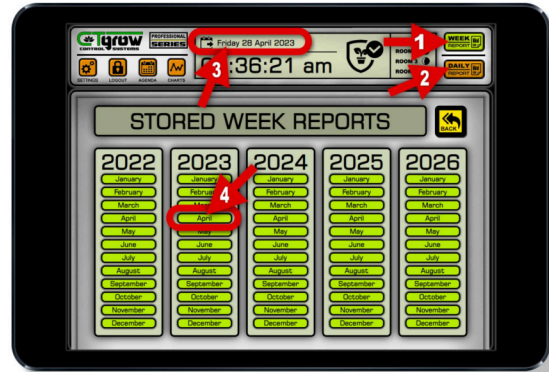 GTgrow
CONTROL SYSTEMS
PROFESSIONAL
SERIES
Friday 28 April 2023
:36:21 am
ROOM
ROOM 3
ROOM
1
WEEK
REPORT
2
DAILY
REPORT
SETTINGS
LOGOUT
AGENDA
CHARTS
3
STORED WEEK REPORTS
BACK
2022
January
February
March
April
May
June
July
August
September
October
November
December
2023
January
February
4
April
May
June
July
August
September
October
November
December
2024
January
February
March
April
May
June
July
August
September
October
November
December
2025
January
February
March
April
May
June
July
August
September
October
November
December
2026
January
February
March
April
May
June
July
August
September
October
November
December